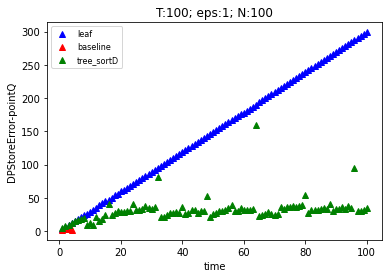 T:100; eps:1; N:100
leaf
baseline
tree_sortD
DPStoreError-pointQ
300
250
200
150
100
50
0
0 20 40 60 80 100
time